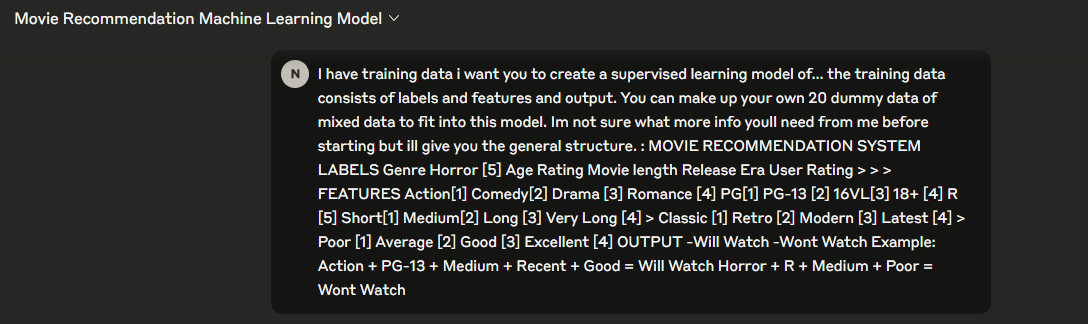 Movie Recommendation Machine Learning Model
N
I have training data i want you to create a supervised learning model of... the training data
consists of labels and features and output. You can make up your own 20 dummy data of
mixed data to fit into this model. Im not sure what more info youll need from me before
starting but ill give you the general structure. : MOVIE RECOMMENDATION SYSTEM
LABELS Genre Horror [5] Age Rating Movie length Release Era User Rating > > >
FEATURES Action[1] Comedy[2] Drama [3] Romance [4] PG[1] PG-13 [2] 16VL[3] 18+ [4] R
[5] Short[1] Medium[2] Long [3] Very Long [4] > Classic [1] Retro [2] Modern [3] Latest [4] >
Poor [1] Average [2] Good [3] Excellent [4] OUTPUT -Will Watch -Wont Watch Example:
Action + PG-13 + Medium + Recent + Good = Will Watch Horror + R + Medium + Poor =
Wont Watch